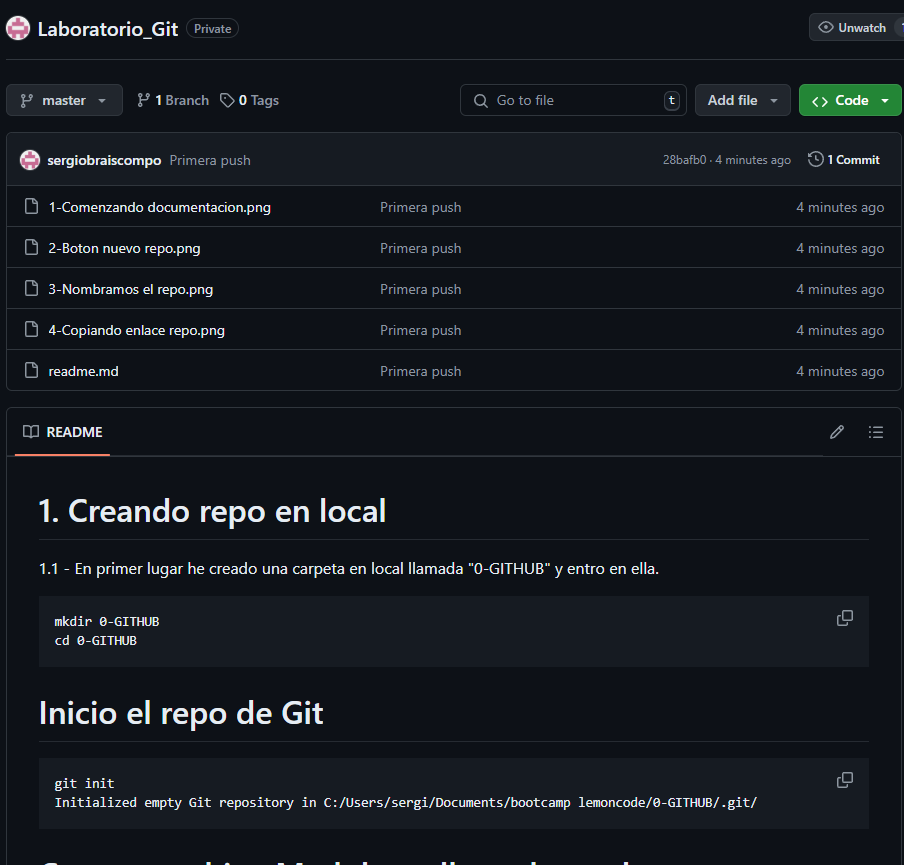 Laboratorio_Git Private Unwatch
master 1 Branch 0 Tags Go to file t Add file Code
sergiobraiscompo Primera push 28bafb0 · 4 minutes ago 1 Commit
1-Comenzando documentacion.png Primera push 4 minutes ago
2-Boton nuevo repo.png Primera push 4 minutes ago
3-Nombramos el repo.png Primera push 4 minutes ago
4-Copiando enlace repo.png Primera push 4 minutes ago
readme.md Primera push 4 minutes ago
README
1. Creando repo en local
1.1 - En primer lugar he creado una carpeta en local llamada "0-GITHUB" y entro en ella.
mkdir 0-GITHUB
cd 0-GITHUB
Inicio el repo de Git
git init
Initialized empty Git repository in C:/Users/sergi/Documents/bootcamp lemoncode/0-GITHUB/.git/